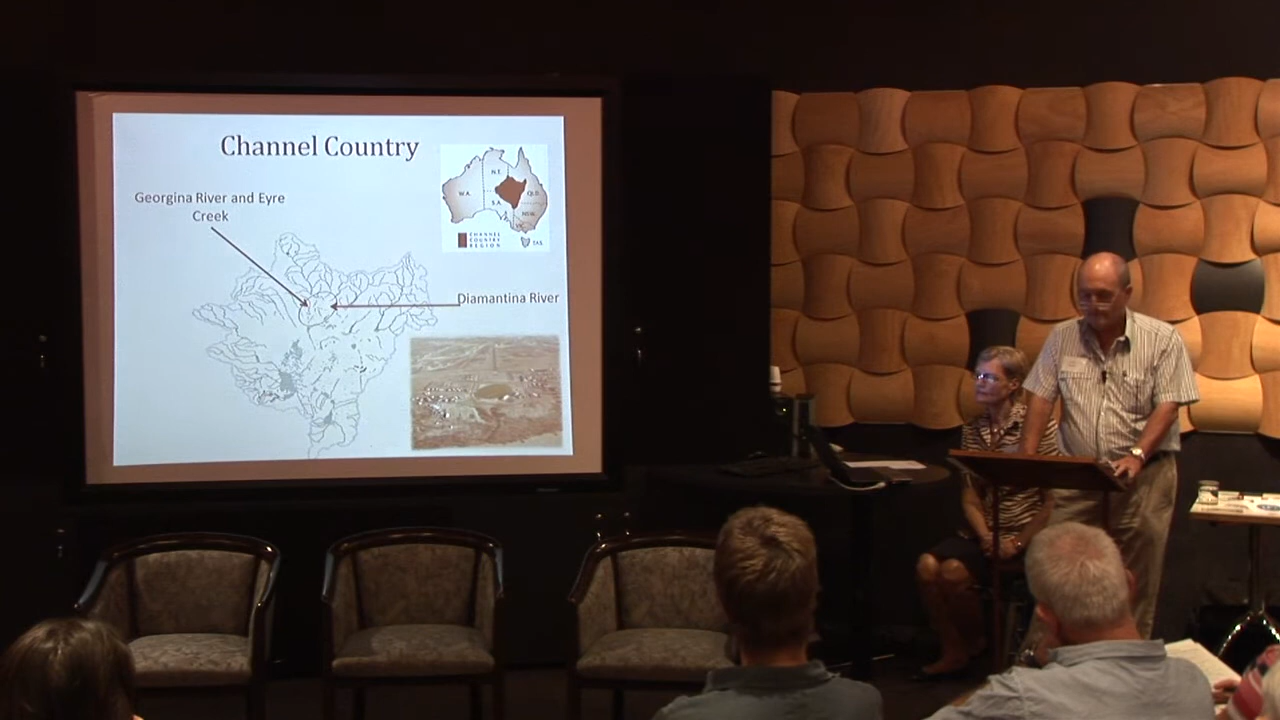 Channel Country
Georgina River and Eyre
Creek
Diamantina River
N.T.
W.A.
QLD.
S.A.
NSW.
CHANNEL
COUNTRY
REGION
TAS